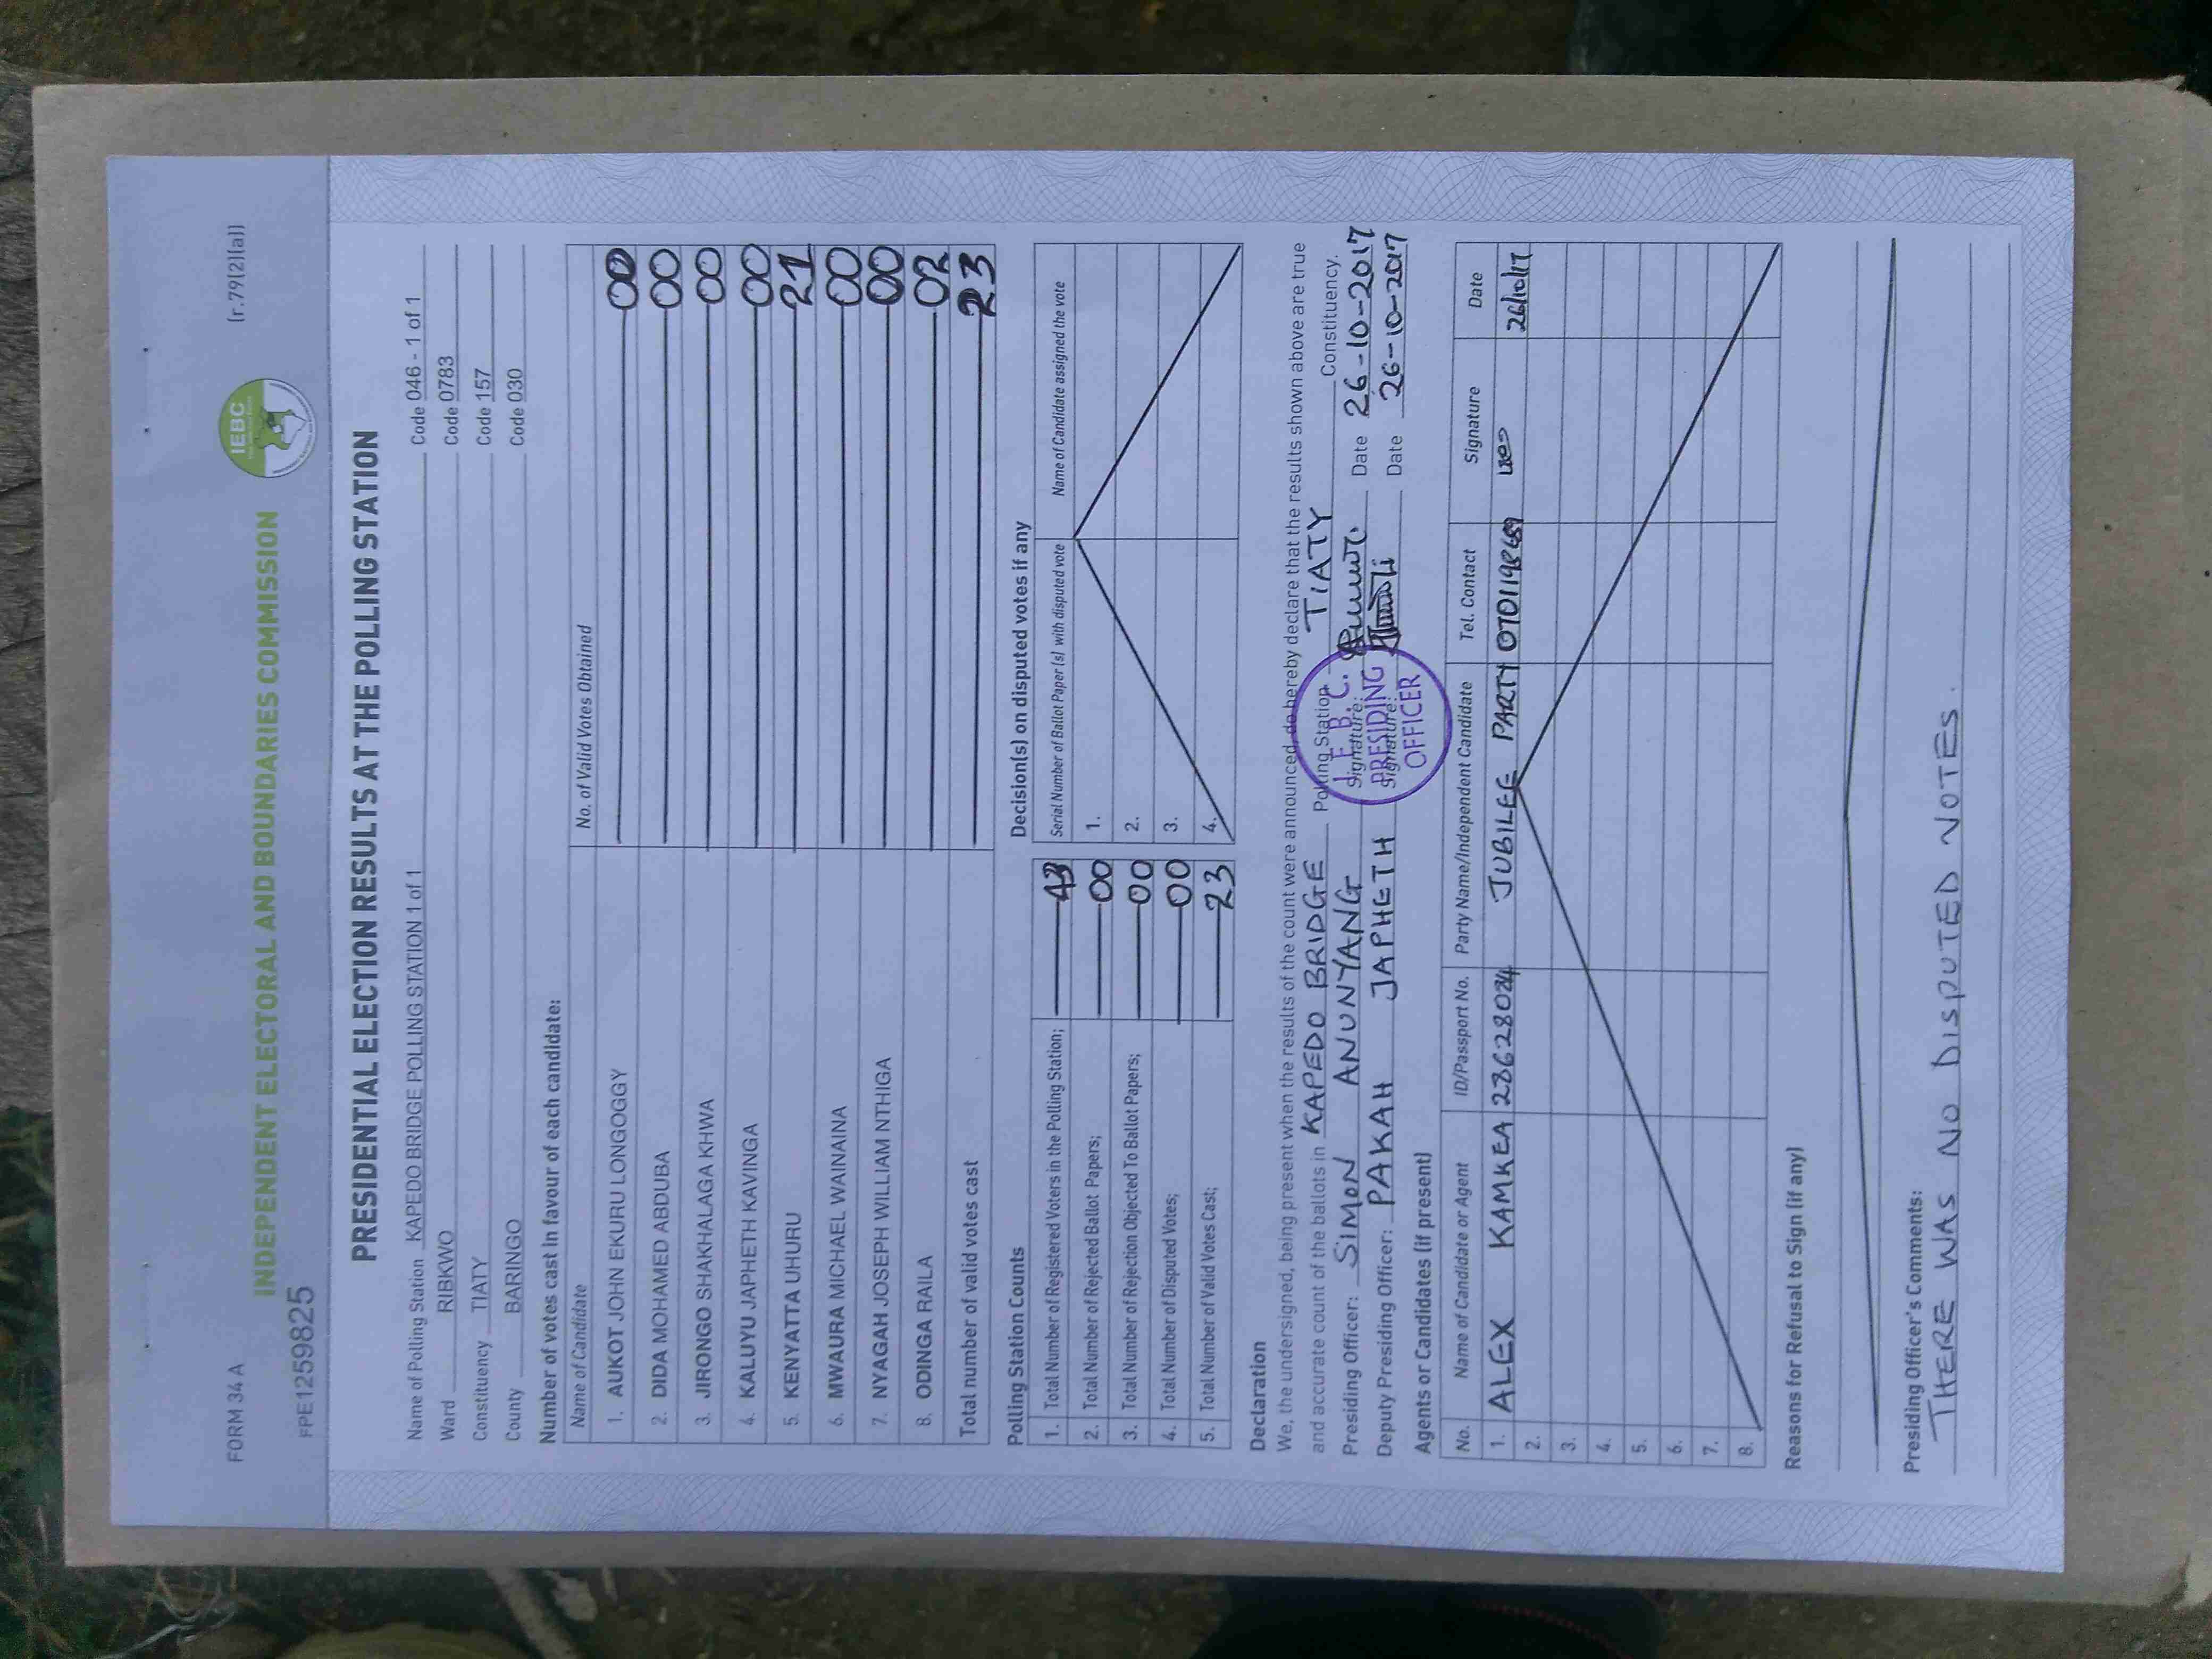 FORM 34 A
(r.79(2)(a))
IEBC
INDEPENDENT ELECTORAL AND BOUNDARIES COMMISSION
FPE1259825
PRESIDENTIAL ELECTION RESULTS AT THE POLLING STATION
Name of Polling Station KAPEDO BRIDGE POLLING STATION 1 of 1 Code 046 - 1 of 1
Ward RIBKWO Code 0783
Constituency TIATY Code 157
County BARINGO Code 030
Number of votes cast in favour of each candidate:
Name of Candidate No. of Valid Votes Obtained
1. AUKOT JOHN EKURU LONGOGGY 00
2. DIDA MOHAMED ABDUBA 00
3. JIRONGO SHAKHALAGA KHWA 00
4. KALUYU JAPHETH KAVINGA 00
5. KENYATTA UHURU 21
6. MWAURA MICHAEL WAINAINA 00
7. NYAGAH JOSEPH WILLIAM NTHIGA 00
8. ODINGA RAILA 02
Total number of valid votes cast 23
Polling Station Counts
1. Total Number of Registered Voters in the Polling Station;
2. Total Number of Rejected Ballot Papers; 00
3. Total Number of Rejection Objected To Ballot Papers; 00
4. Total Number of Disputed Votes; 00
5. Total Number of Valid Votes Cast; 23
Decision(s) on disputed votes if any
Serial Number of Ballot Paper (s) with disputed vote Name of Candidate assigned the vote
1.
2.
3.
4.
Declaration
We, the undersigned, being present when the results of the count were announced, do hereby declare that the results shown above are true
and accurate count of the ballots in KAPEDO BRIDGE Polling Station TIATY Constituency.
Presiding Officer: SIMON ANUNYANG Signature: Date 26-10-2017
Deputy Presiding Officer: PAKAH JAPHETH Signature: Date 26-10-2017
I.E.B.C.
PRESIDING
OFFICER
Agents or Candidates (if present)
No. Name of Candidate or Agent ID/Passport No. Party Name/Independent Candidate Tel. Contact Signature Date
1. ALEX KAMKEA JUBILEE PARTY 26/10/17
2.
3.
4.
5.
6.
7.
8.
Reasons for Refusal to Sign (if any)
Presiding Officer's Comments:
THERE WAS NO DISPUTED VOTES.